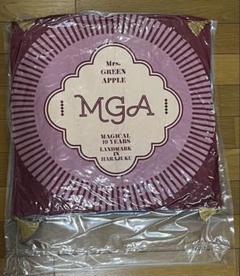 Mrs.
GREEN
APPLE
MGA
MAGICAL
10 YEARS
LANDMARK
IN
HARAJUKU